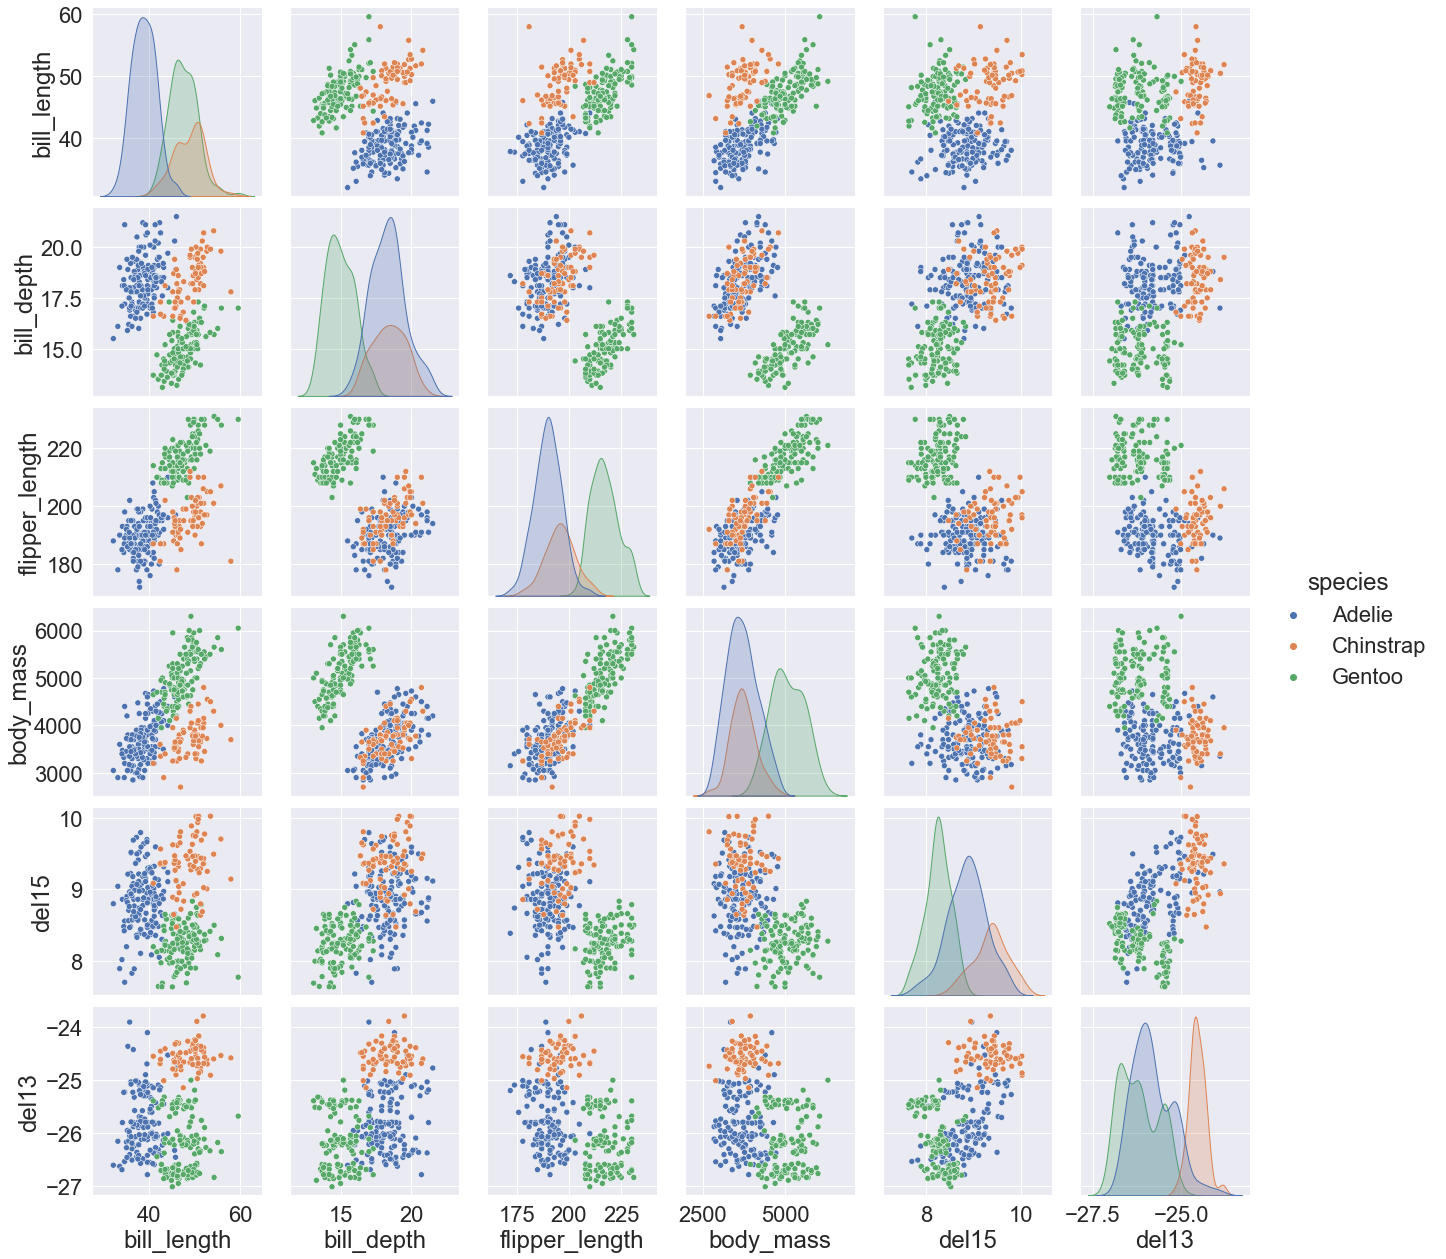 60
50
40
bill_length
20.0
17.5
15.0
bill_depth
220
200
180
flipper_length
species
Adelie
Chinstrap
Gentoo
6000
5000
4000
3000
body_mass
10
9
8
del15
−24
−25
−26
−27
del13
40 60 15 20 175 200 225 2500 5000 8 10 −27.5 −25.0
bill_length bill_depth flipper_length body_mass del15 del13